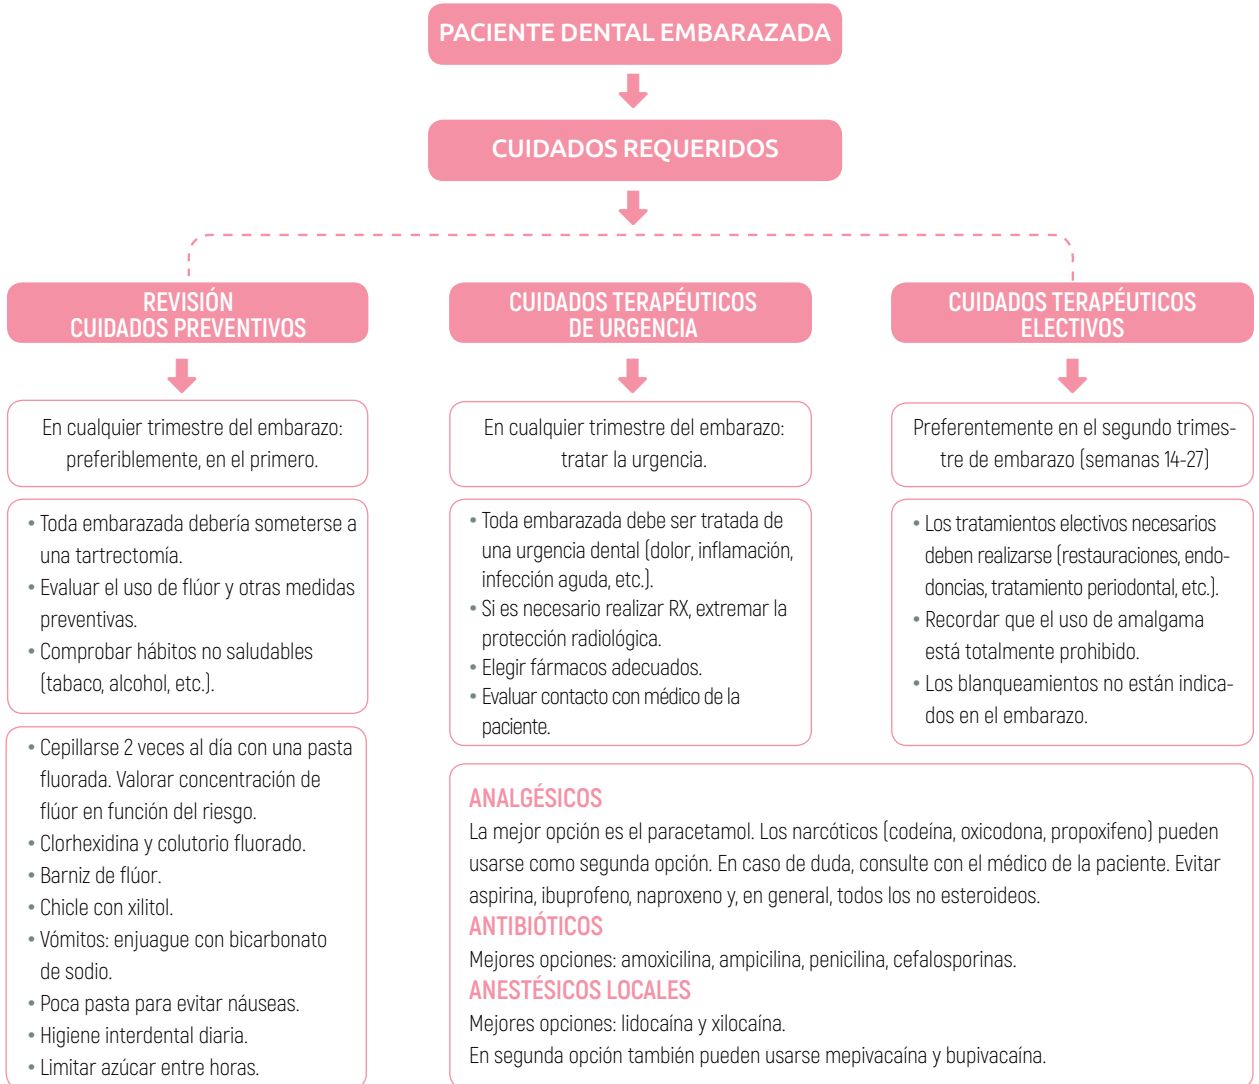 PACIENTE DENTAL EMBARAZADA
CUIDADOS REQUERIDOS
REVISIÓN
CUIDADOS PREVENTIVOS
En cualquier trimestre del embarazo:
preferiblemente, en el primero.
• Toda embarazada debería someterse a
una tartrectomía.
• Evaluar el uso de flúor y otras medidas
preventivas.
• Comprobar hábitos no saludables
(tabaco, alcohol, etc.).
• Cepillarse 2 veces al día con una pasta
fluorada. Valorar concentración de
flúor en función del riesgo.
• Clorhexidina y colutorio fluorado.
• Barniz de flúor.
• Chicle con xilitol.
• Vómitos: enjuague con bicarbonato
de sodio.
• Poca pasta para evitar náuseas.
• Higiene interdental diaria.
• Limitar azúcar entre horas.
CUIDADOS TERAPÉUTICOS
DE URGENCIA
En cualquier trimestre del embarazo:
tratar la urgencia.
• Toda embarazada debe ser tratada de
una urgencia dental (dolor, inflamación,
infección aguda, etc.).
• Si es necesario realizar RX, extremar la
protección radiológica.
• Elegir fármacos adecuados.
• Evaluar contacto con médico de la
paciente.
CUIDADOS TERAPÉUTICOS
ELECTIVOS
Preferentemente en el segundo trimes-
tre de embarazo (semanas 14-27)
• Los tratamientos electivos necesarios
deben realizarse (restauraciones, endo-
doncias, tratamiento periodontal, etc.).
• Recordar que el uso de amalgama
está totalmente prohibido.
• Los blanqueamientos no están indica-
dos en el embarazo.
ANALGÉSICOS
La mejor opción es el paracetamol. Los narcóticos (codeína, oxicodona, propoxifeno) pueden
usarse como segunda opción. En caso de duda, consulte con el médico de la paciente. Evitar
aspirina, ibuprofeno, naproxeno y, en general, todos los no esteroideos.
ANTIBIÓTICOS
Mejores opciones: amoxicilina, ampicilina, penicilina, cefalosporinas.
ANESTÉSICOS LOCALES
Mejores opciones: lidocaína y xilocaína.
En segunda opción también pueden usarse mepivacaína y bupivacaína.